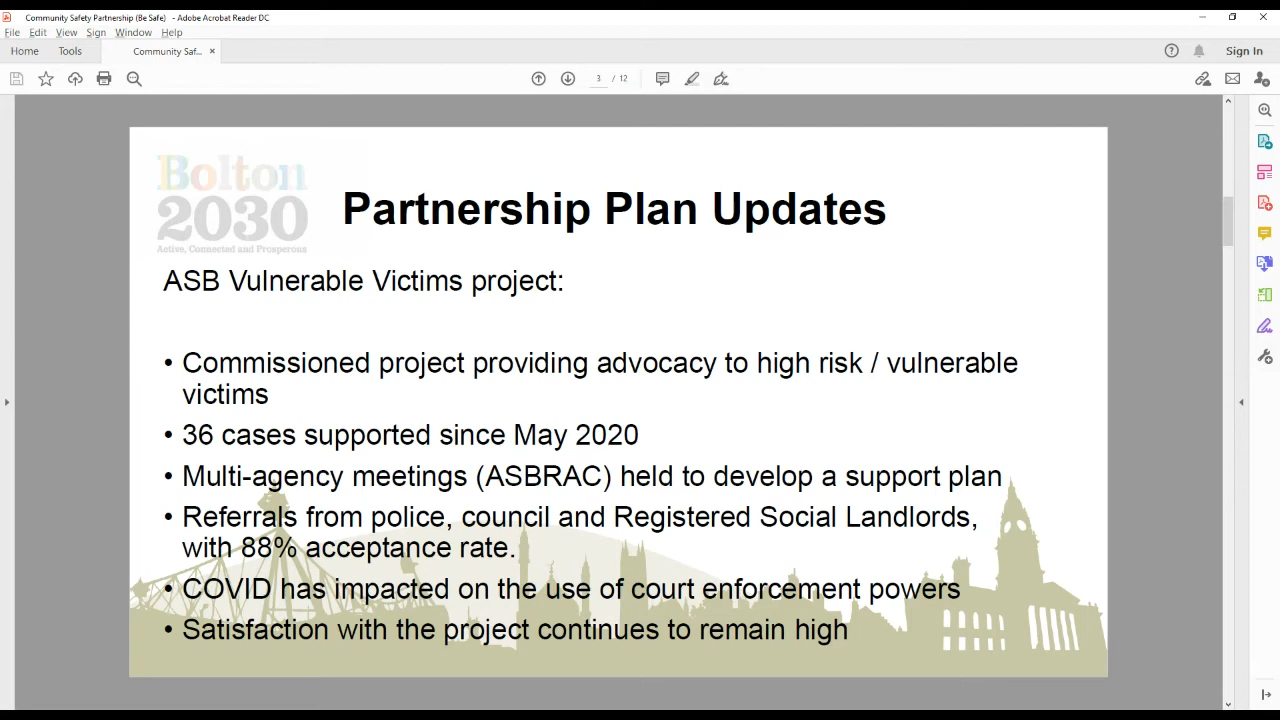 Community Safety Partnership (Be Safe) - Adobe Acrobat Reader DC
File Edit View Sign Window Help
Home Tools Community Saf... ×
Sign In
3 / 12
Bolton
2030
Active, Connected and Prosperous
Partnership Plan Updates
ASB Vulnerable Victims project:
• Commissioned project providing advocacy to high risk / vulnerable
victims
• 36 cases supported since May 2020
• Multi-agency meetings (ASBRAC) held to develop a support plan
• Referrals from police, council and Registered Social Landlords,
with 88% acceptance rate.
• COVID has impacted on the use of court enforcement powers
• Satisfaction with the project continues to remain high